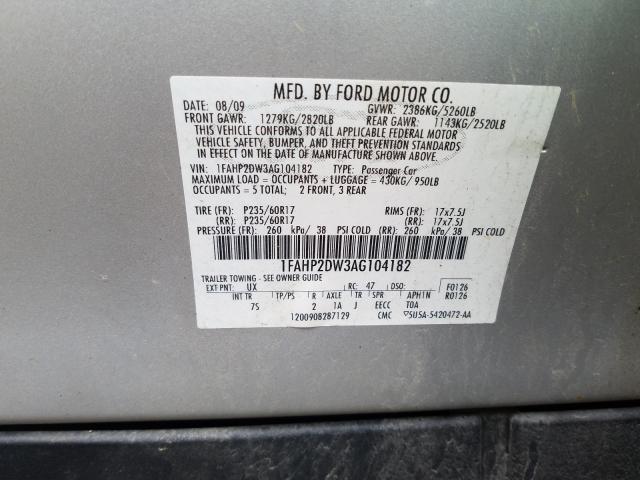 MFD. BY FORD MOTOR CO.
DATE: 08/09 GVWR: 2386KG/5260LB
FRONT GAWR: 1279KG/2820LB REAR GAWR: 1143KG/2520LB
THIS VEHICLE CONFORMS TO ALL APPLICABLE FEDERAL MOTOR
VEHICLE SAFETY, BUMPER, AND THEFT PREVENTION STANDARDS
IN EFFECT ON THE DATE OF MANUFACTURE SHOWN ABOVE.
VIN: 1FAHP2DW3AG104182 TYPE: Passenger Car
MAXIMUM LOAD = OCCUPANTS + LUGGAGE = 430KG/ 950LB
OCCUPANTS = 5 TOTAL; 2 FRONT, 3 REAR
TIRE (FR): P235/60R17 RIMS (FR): 17x7.5J
(RR): P235/60R17 (RR): 17x7.5J
PRESSURE (FR): 260 kPa/ 38 PSI COLD (RR): 260 kPa/ 38 PSI COLD
1FAHP2DW3AG104182
TRAILER TOWING - SEE OWNER GUIDE
EXT PNT: UX RC: 47 DSO: F0126
R0126
INT TR TP/PS R AXLE TR SPR APH1N
7S 2 1A J EECC TOA
1200908287129 CMC ▽5U5A-5420472-AA